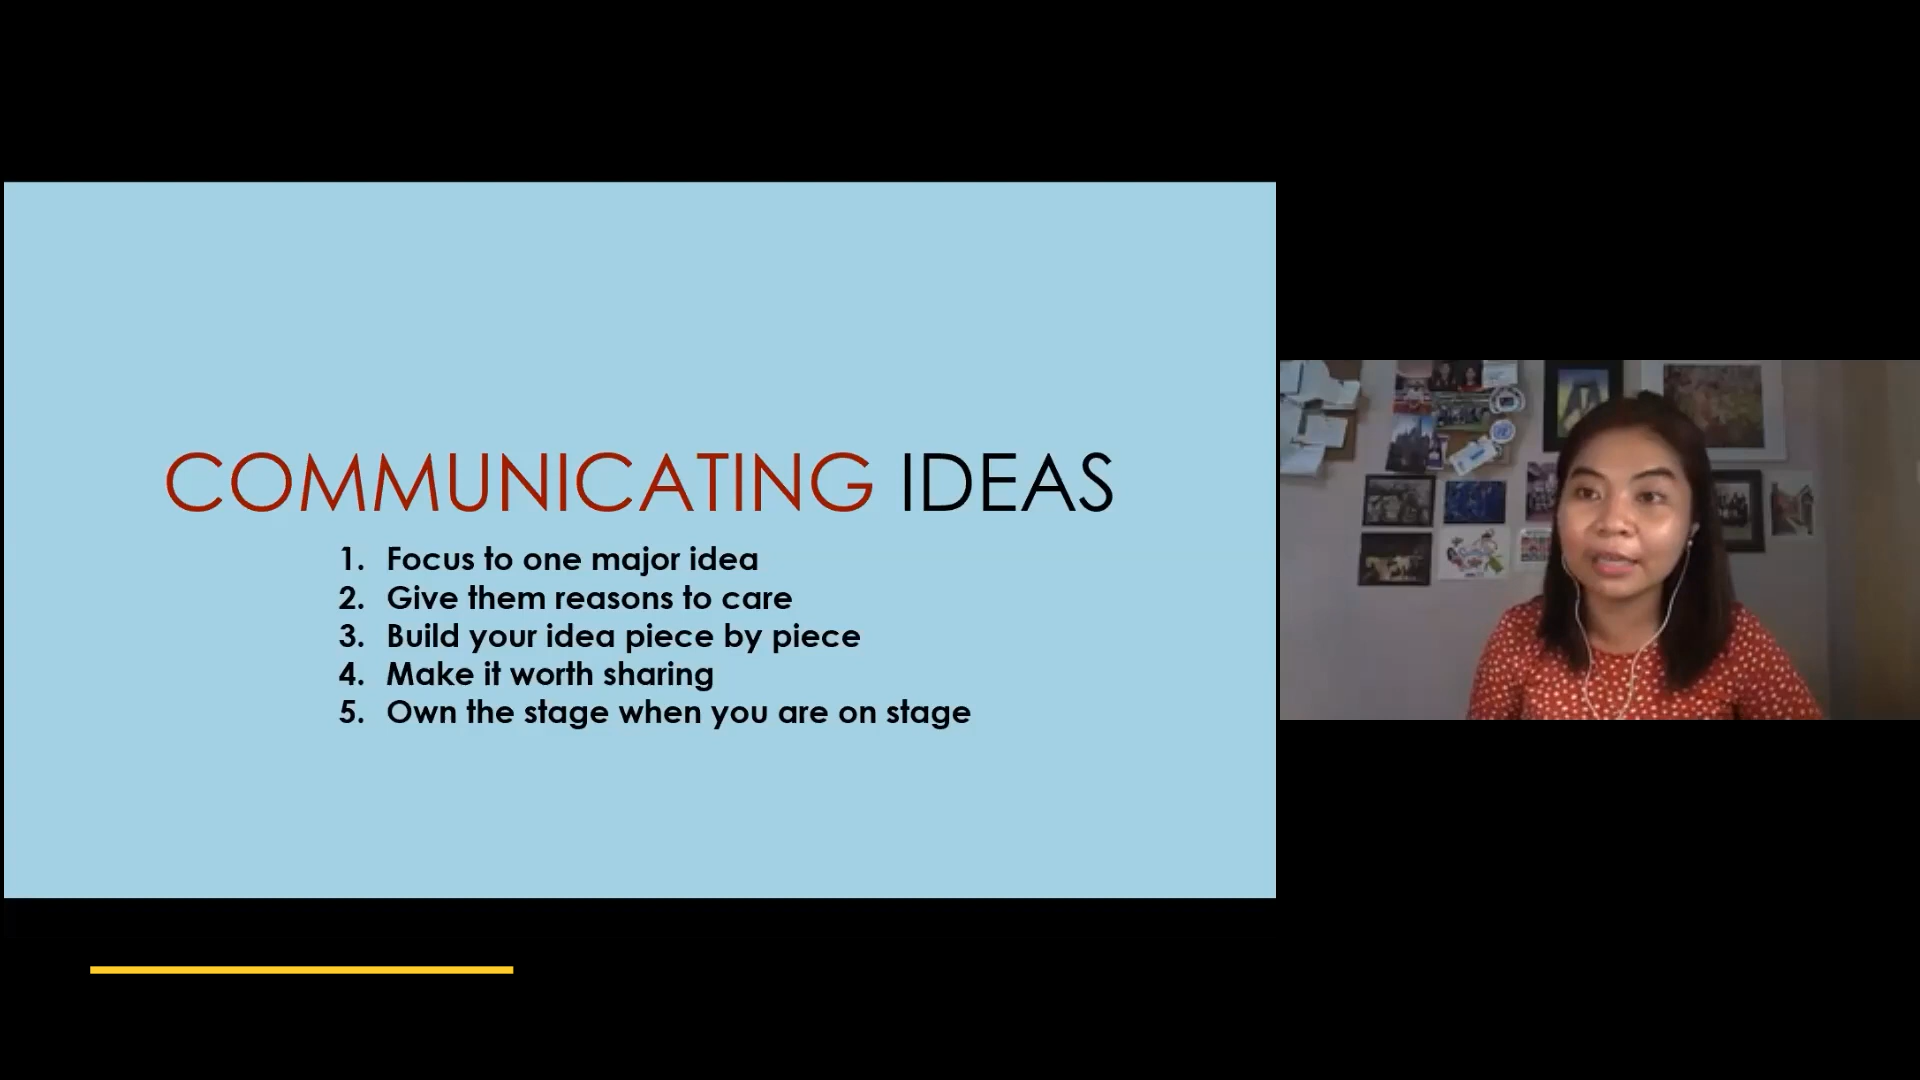 COMMUNICATING IDEAS
1. Focus to one major idea
2. Give them reasons to care
3. Build your idea piece by piece
4. Make it worth sharing
5. Own the stage when you are on stage